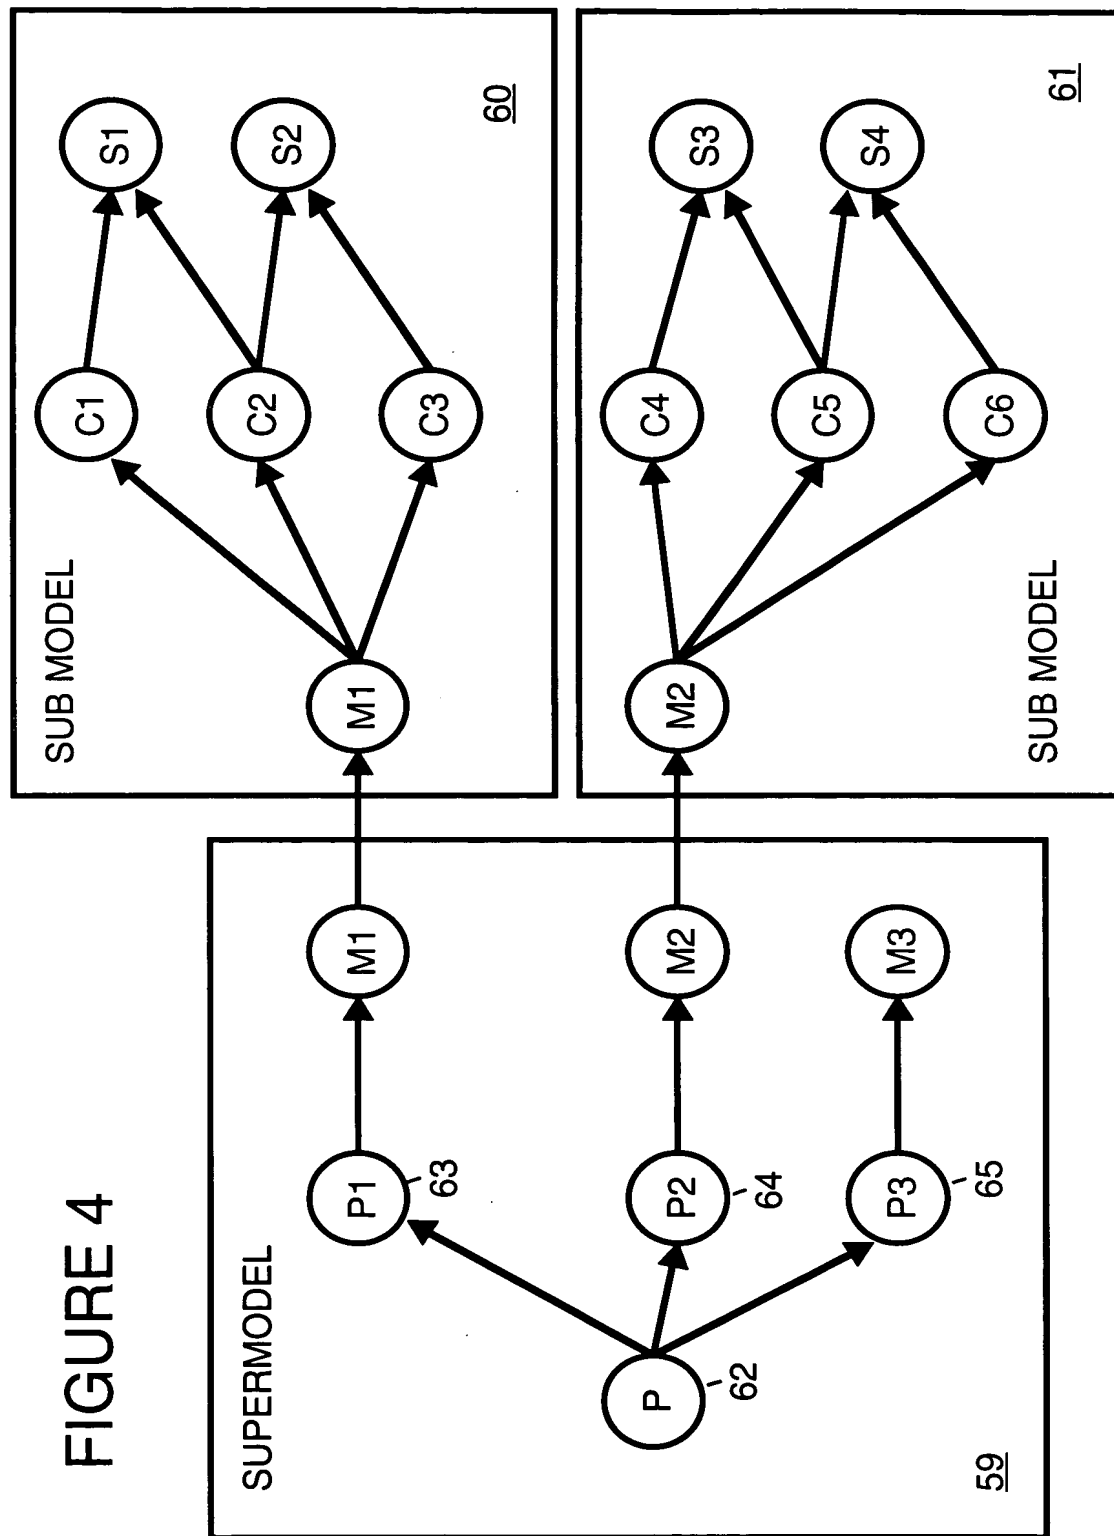 FIGURE 4
SUPERMODEL
P
62
P1
63
P2
64
P3
65
M1
M2
M3
59
SUB MODEL
M1
C1
C2
C3
S1
S2
60
M2
C4
C5
C6
S3
S4
61
SUB MODEL